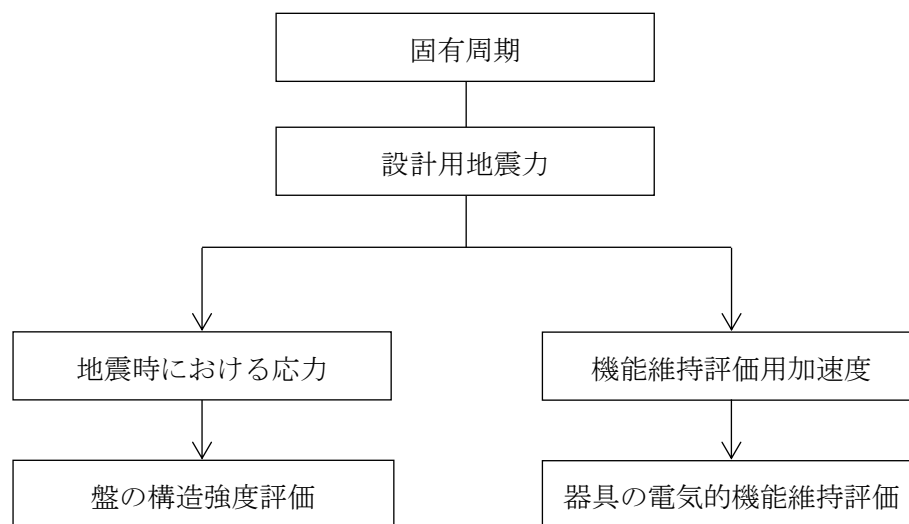 固有周期
設計用地震力
地震時における応力
機能維持評価用加速度
盤の構造強度評価
器具の電気的機能維持評価